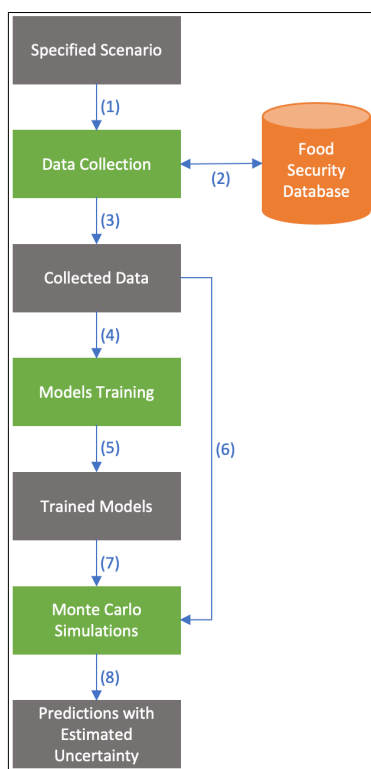 Specified Scenario
(1)
Data Collection
(2)
Food
Security
Database
(3)
Collected Data
(4)
Models Training
(5)
(6)
Trained Models
(7)
Monte Carlo
Simulations
(8)
Predictions with
Estimated
Uncertainty